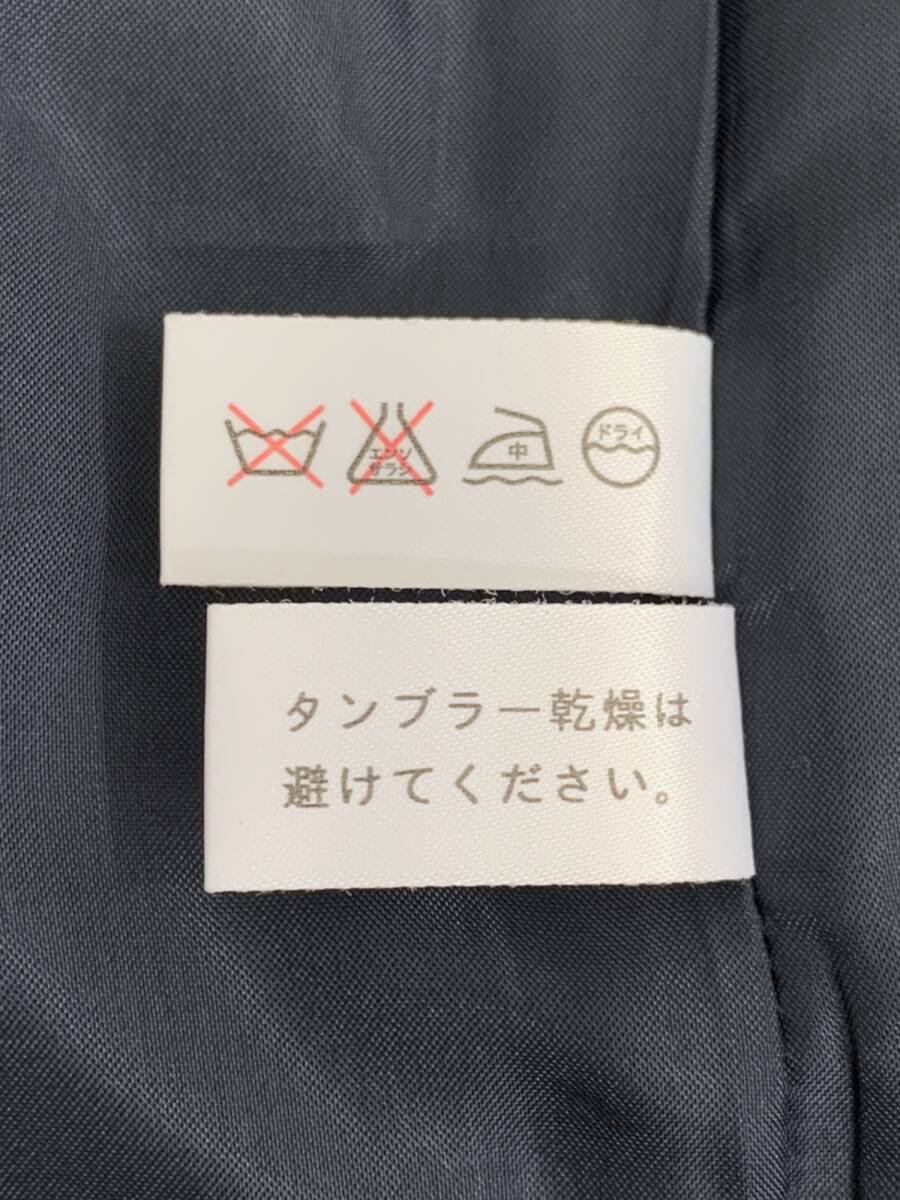 エンソ
サラシ
中
ドライ
タンブラー乾燥は
避けてください。